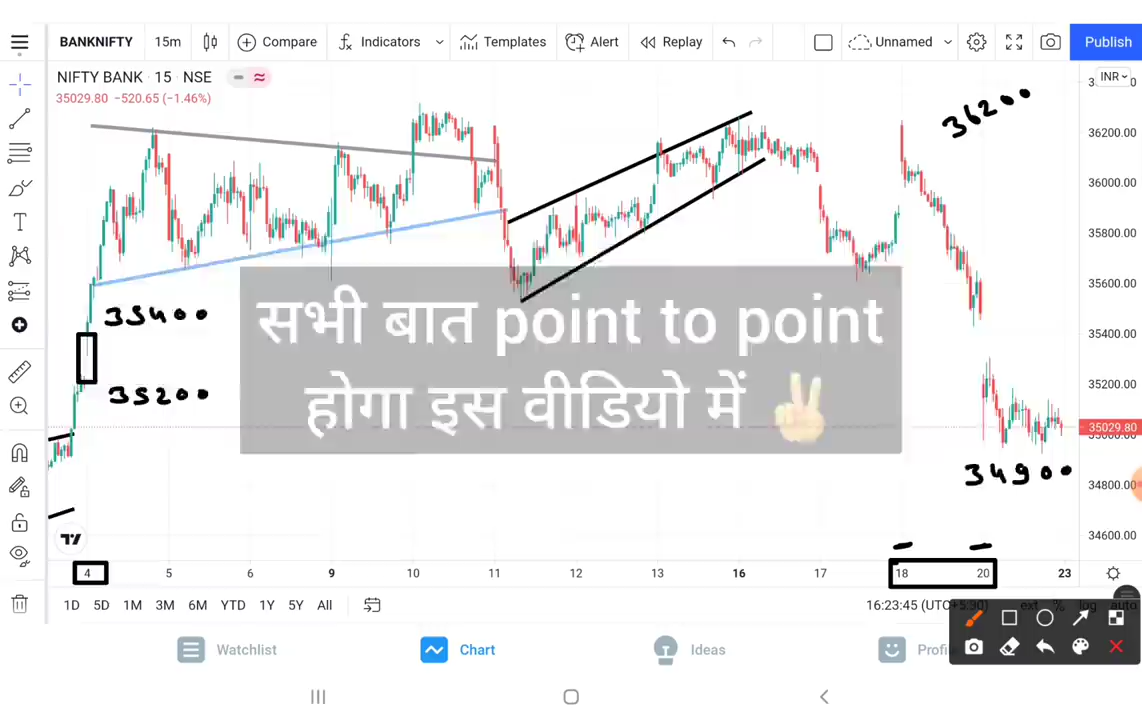 BANKNIFTY 15m Compare Indicators Templates Alert Replay Unnamed Publish
NIFTY BANK · 15 · NSE
INR
35029.80 −520.65 (−1.46%)
36200
36200.00
36000.00
35800.00
35600.00
35400
35400.00
सभी बात point to point
35200.00
35200
होगा इस वीडियो में ✌🏻
35029.80
34900
34800.00
34600.00
4 5 6 9 10 11 12 13 16 17 18 20 23
1D 5D 1M 3M 6M YTD 1Y 5Y All 16:23:45 (UTC+5:30) ext % log auto
Watchlist Chart Ideas